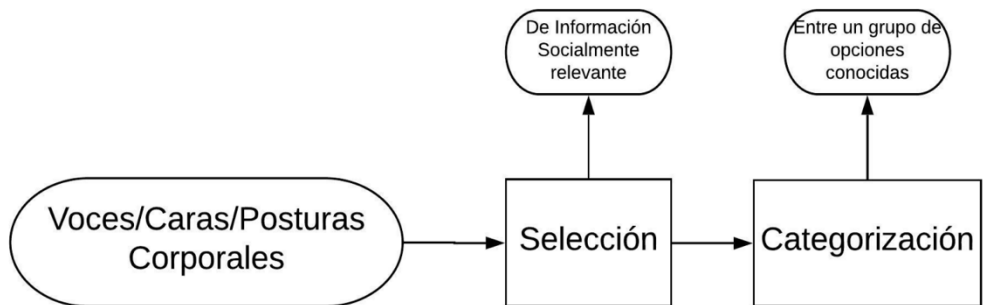 De Información
Socialmente
relevante
Entre un grupo de
opciones
conocidas
Voces/Caras/Posturas
Corporales
Selección
Categorización